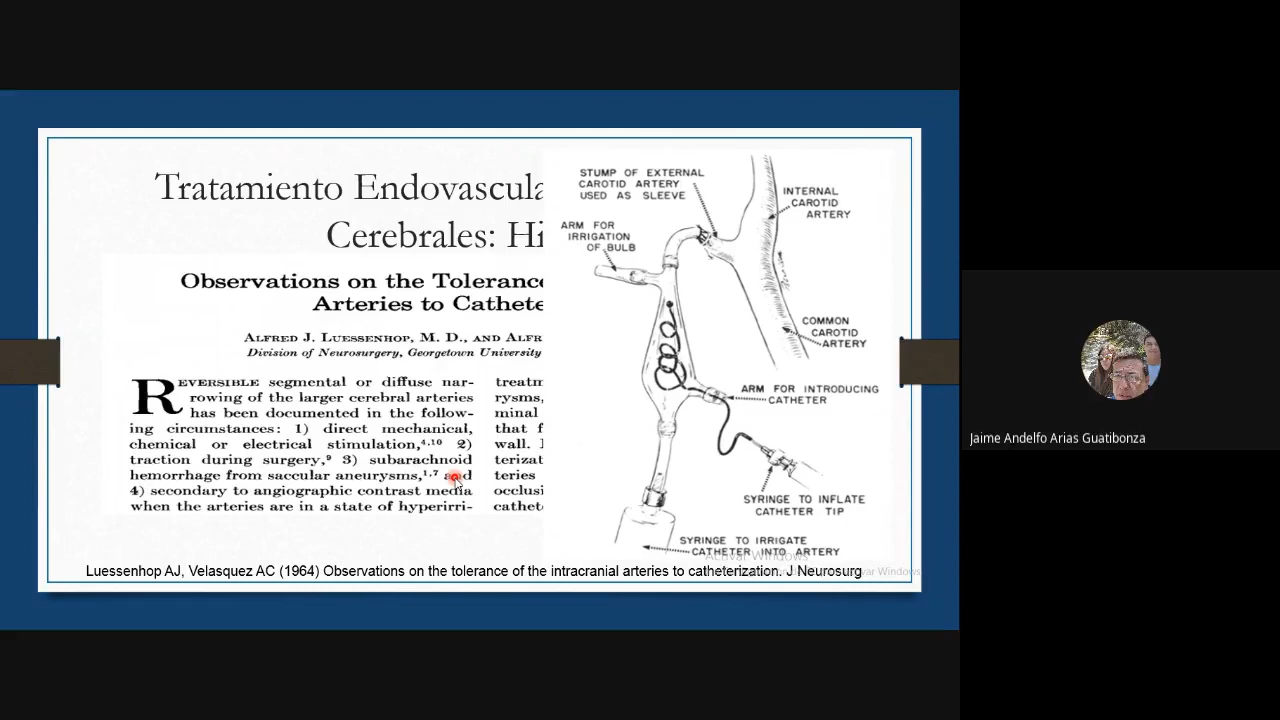 Tratamiento Endovascula
Cerebrales: Hi
Observations on the Tolerance
Arteries to Cathete
ALFRED J. LUESSENHOP, M. D., AND ALFR
Division of Neurosurgery, Georgetown University
REVERSIBLE segmental or diffuse nar-
rowing of the larger cerebral arteries
has been documented in the follow-
ing circumstances: 1) direct mechanical,
chemical or electrical stimulation,4,10 2)
traction during surgery,9 3) subarachnoid
hemorrhage from saccular aneurysms,1,7 and
4) secondary to angiographic contrast media
when the arteries are in a state of hyperirri-
treatm
rysms,
minal
that f
wall. I
terizat
teries
occlusi
cathet
STUMP OF EXTERNAL
CAROTID ARTERY
USED AS SLEEVE
INTERNAL
CAROTID
ARTERY
ARM FOR
IRRIGATION
OF BULB
COMMON
CAROTID
ARTERY
ARM FOR INTRODUCING
CATHETER
SYRINGE TO INFLATE
CATHETER TIP
SYRINGE TO IRRIGATE
CATHETER INTO ARTERY
Activar Windows
Luessenhop AJ, Velasquez AC (1964) Observations on the tolerance of the intracranial arteries to catheterization. J Neurosurg
var Windows
Jaime Andelfo Arias Guatibonza